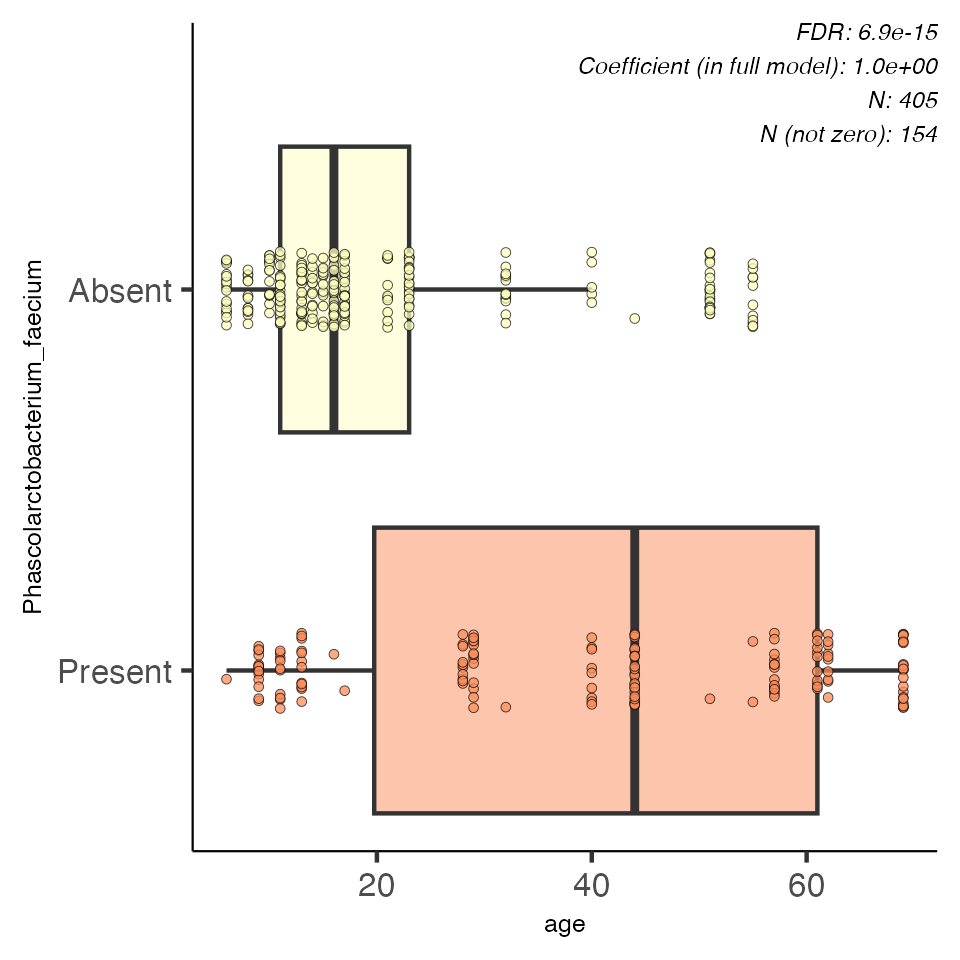 FDR: 6.9e-15
Coefficient (in full model): 1.0e+00
N: 405
N (not zero): 154
Phascolarctobacterium_faecium
Absent
Present
20 40 60
age